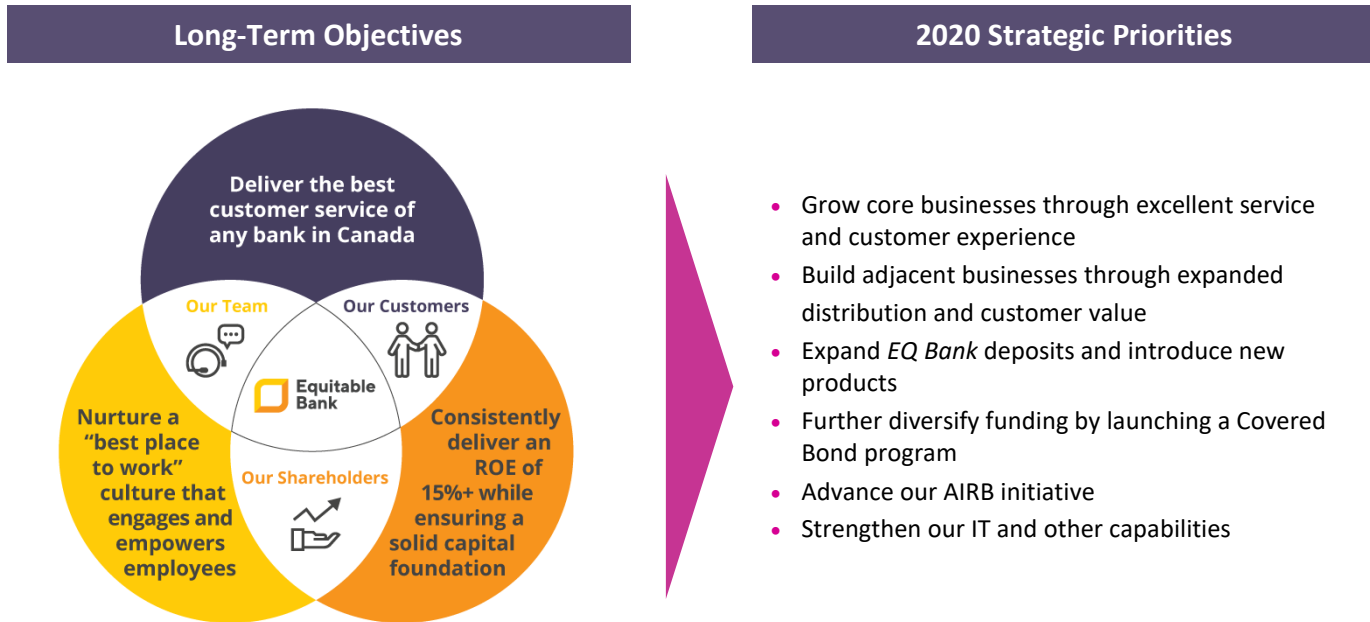 Long-Term Objectives
Deliver the best
customer service of
any bank in Canada
Our Team
Our Customers
Equitable
Bank
Nurture a
“best place
to work”
culture that
engages and
empowers
employees
Consistently
deliver an
ROE of
15%+ while
ensuring a
solid capital
foundation
Our Shareholders
2020 Strategic Priorities
• Grow core businesses through excellent service
and customer experience
• Build adjacent businesses through expanded
distribution and customer value
• Expand EQ Bank deposits and introduce new
products
• Further diversify funding by launching a Covered
Bond program
• Advance our AIRB initiative
• Strengthen our IT and other capabilities